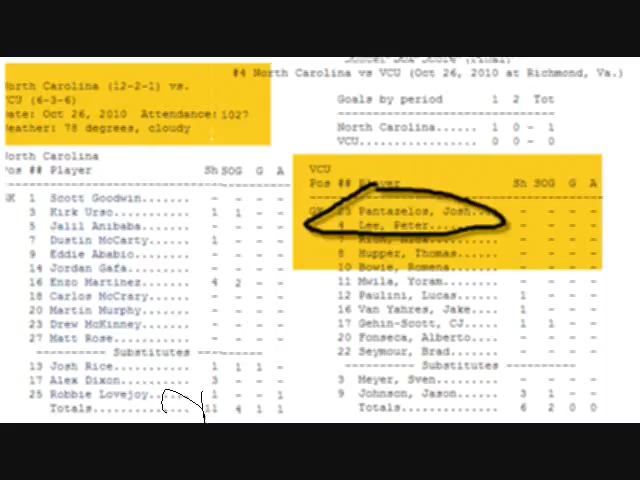 #4 North Carolina vs VCU (Oct 26, 2010 at Richmond, Va.)
North Carolina (12-2-1) vs.
VCU (6-3-6)
Date: Oct 26, 2010 Attendance: 1027
Weather: 78 degrees, cloudy
Goals by period 1 2 Tot
North Carolina...... 1 0 - 1
VCU................. 0 0 - 0
North Carolina
Pos ## Player Sh SOG G A
GK 1 Scott Goodwin........ - - - -
3 Kirk Urso............ 1 1 - -
5 Jalil Anibaba........ - - - -
7 Dustin McCarty....... 1 - - -
9 Eddie Ababio......... - - - -
14 Jordan Gafa.......... - - - -
16 Enzo Martinez........ 4 2 - -
18 Carlos McCrary....... - - - -
20 Martin Murphy........ - - - -
23 Drew McKinney........ - - - -
27 Matt Rose............ - - - -
---------- Substitutes ----------
13 Josh Rice............ 1 1 1 -
17 Alex Dixon........... 3 - - -
25 Robbie Lovejoy....... 1 - - 1
Totals............... 11 4 1 1
VCU
Pos ## Player Sh SOG G A
23 Pantazelos, Josh... - - - -
4 Lee, Peter........ - - - -
8 Hupper, Thomas..... - - - -
10 Bowie, Romena...... - - - -
11 Mwila, Yoram....... - - - -
12 Paulini, Lucas..... 1 - - -
16 Van Yahres, Jake... 1 - - -
17 Gehin-Scott, CJ.... 1 1 - -
20 Fonseca, Alberto... - - - -
22 Seymour, Brad...... - - - -
---------- Substitutes ----------
3 Meyer, Sven........ - - - -
9 Johnson, Jason..... 3 1 - -
Totals............. 6 2 0 0